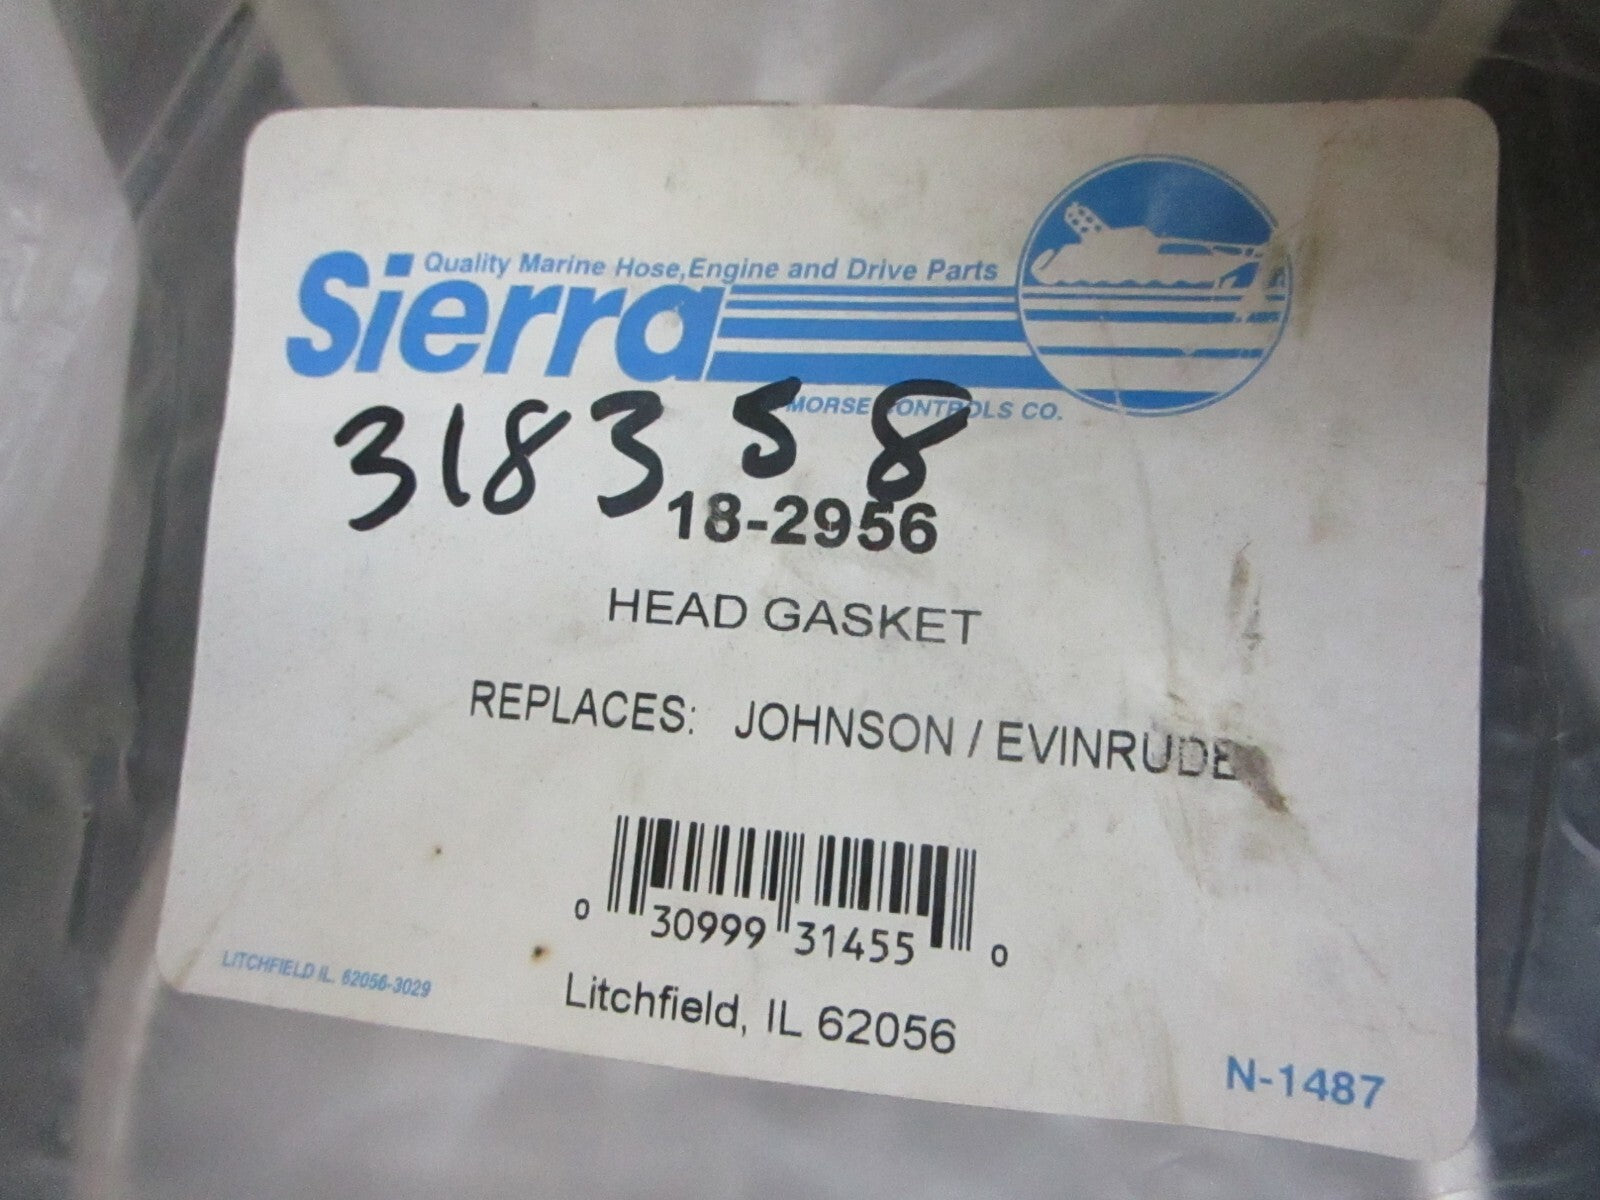 Quality Marine Hose,Engine and Drive Parts
Sierra
MORSE CONTROLS CO.
318358
18-2956
HEAD GASKET
REPLACES: JOHNSON / EVINRUDE
0 30999 31455 0
LITCHFIELD IL. 62056-3029
Litchfield, IL 62056
N-1487